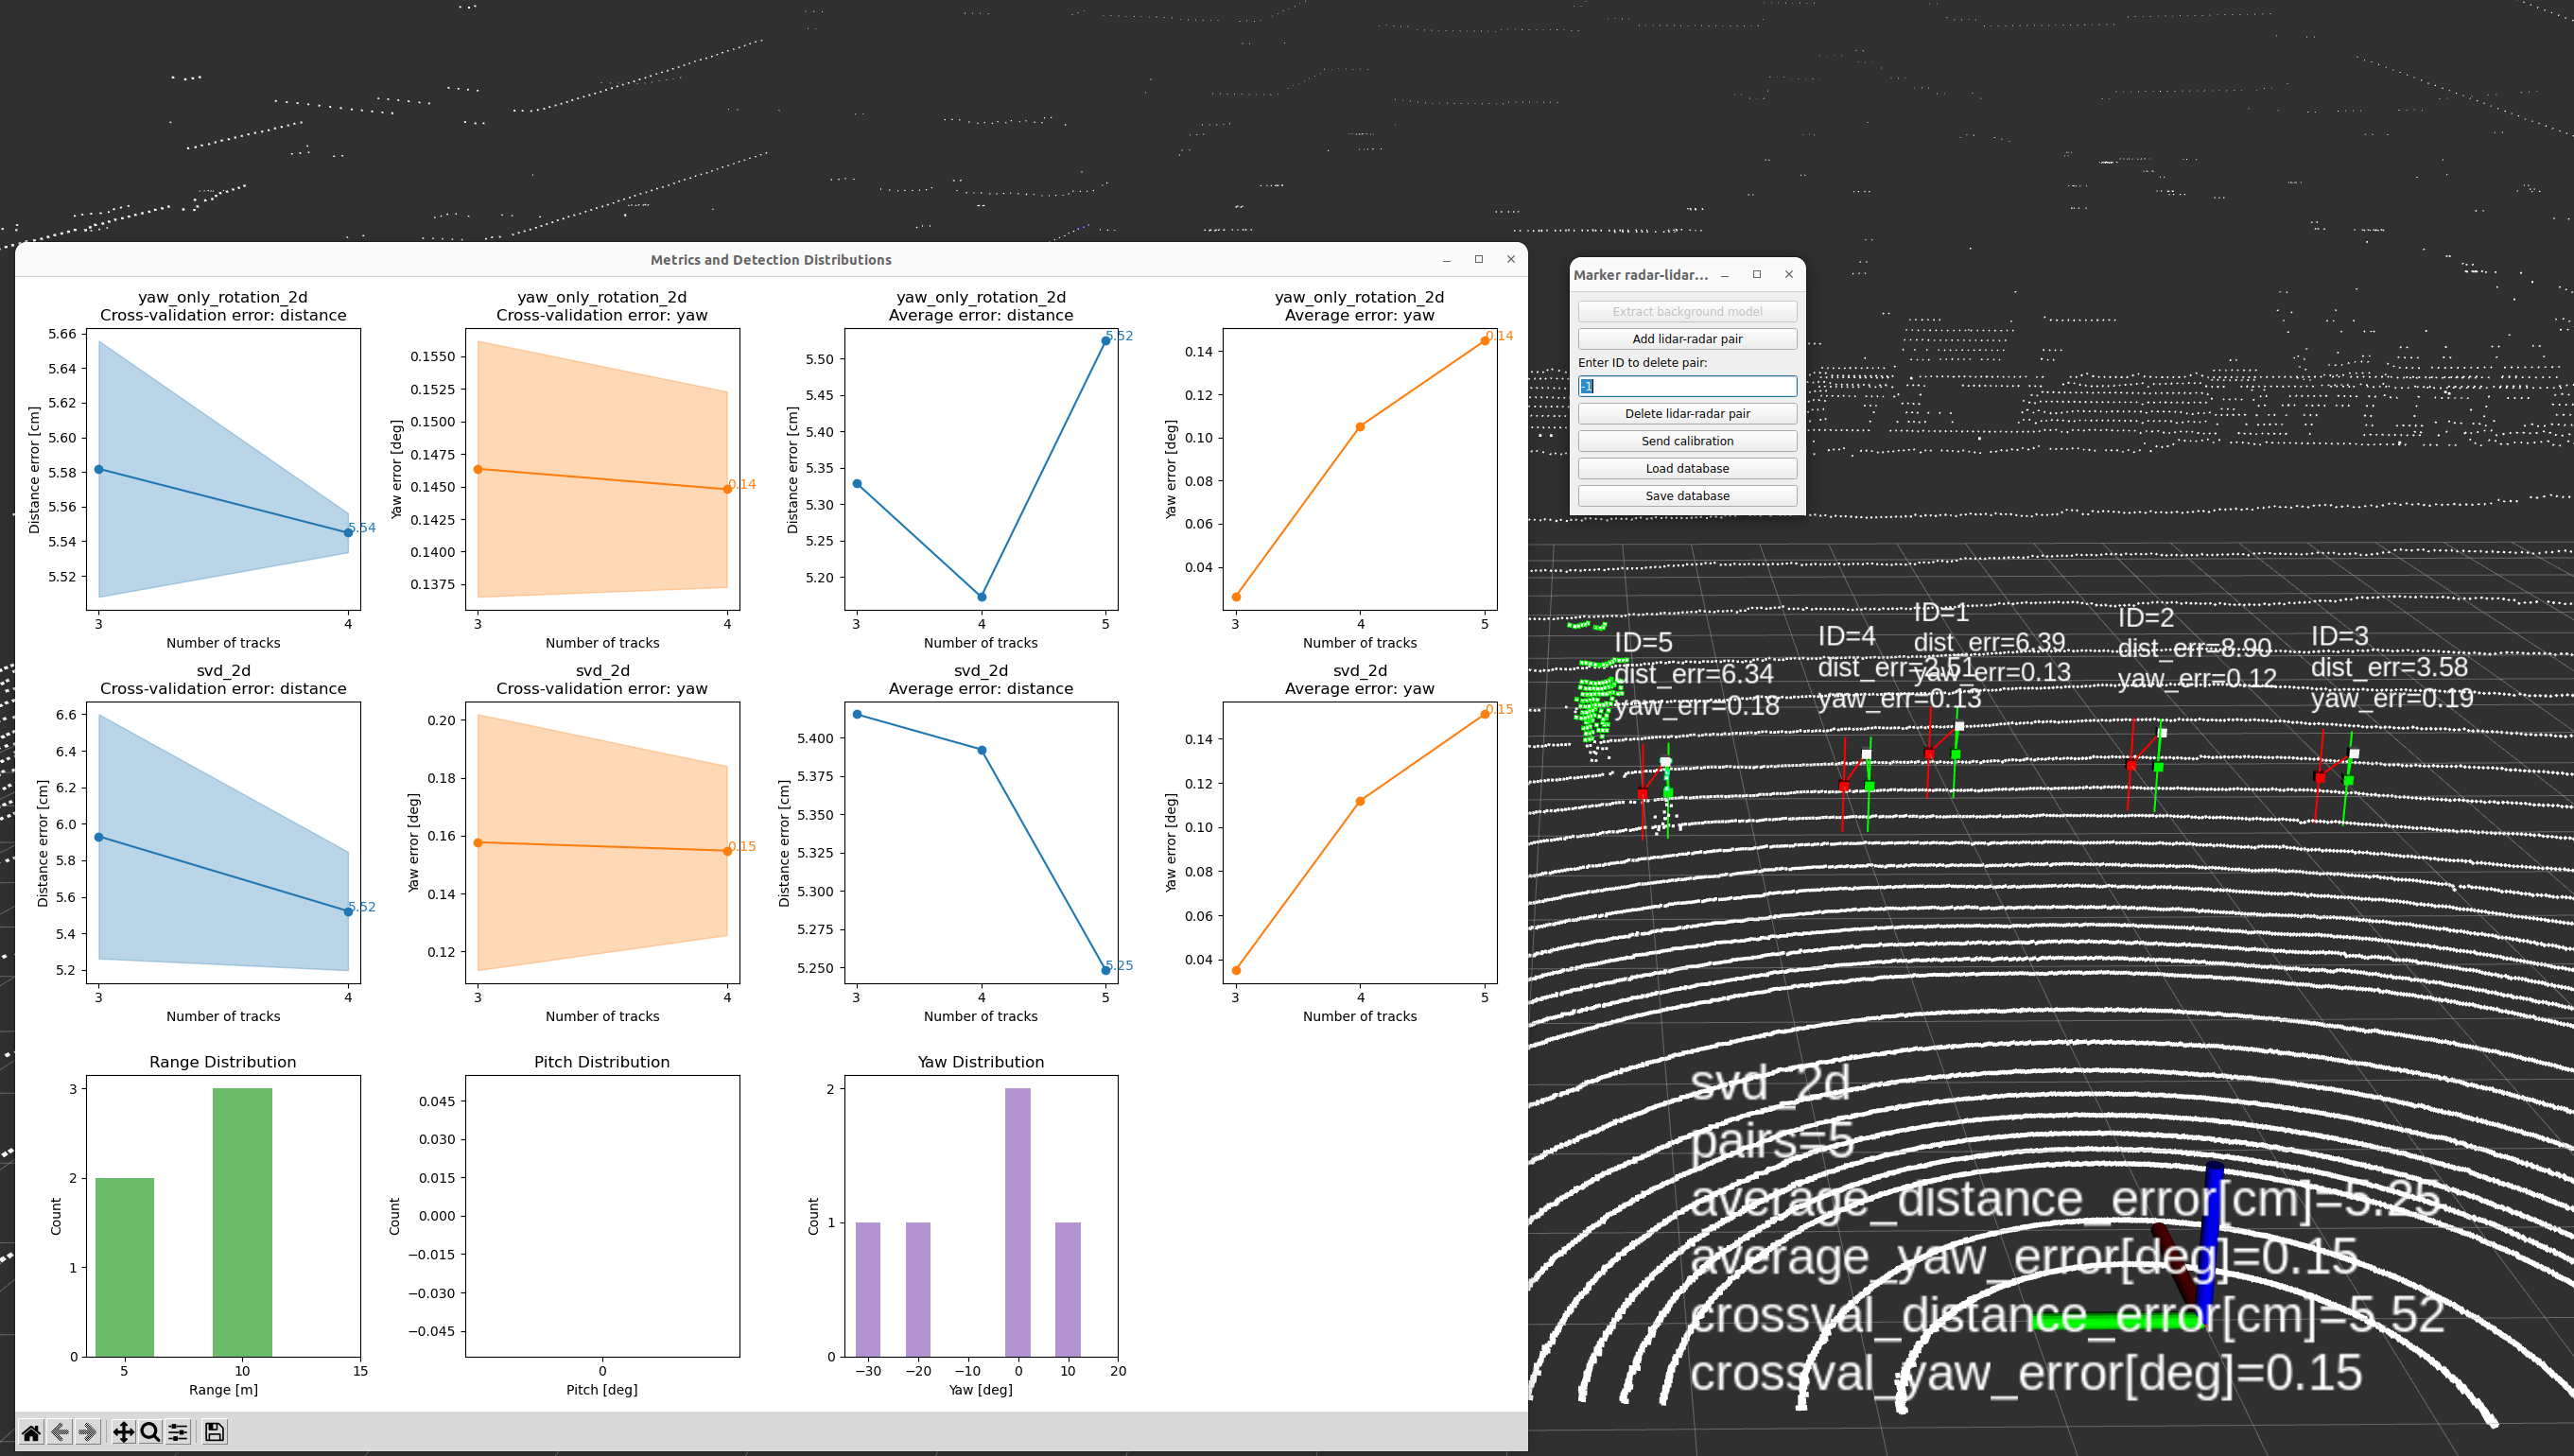 Metrics and Detection Distributions
yaw_only_rotation_2d
Cross-validation error: distance
5.66
5.64
5.62
5.60
5.58
5.56
5.54
5.52
Distance error [cm]
5.54
3
4
Number of tracks
yaw_only_rotation_2d
Cross-validation error: yaw
0.1550
0.1525
0.1500
0.1475
0.1450
0.1425
0.1400
0.1375
Yaw error [deg]
0.14
3
4
Number of tracks
yaw_only_rotation_2d
Average error: distance
5.50
5.45
5.40
5.35
5.30
5.25
5.20
Distance error [cm]
5.52
3
4
5
Number of tracks
yaw_only_rotation_2d
Average error: yaw
0.14
0.12
0.10
0.08
0.06
0.04
Yaw error [deg]
0.14
3
4
5
Number of tracks
svd_2d
Cross-validation error: distance
6.6
6.4
6.2
6.0
5.8
5.6
5.4
5.2
Distance error [cm]
5.52
3
4
Number of tracks
svd_2d
Cross-validation error: yaw
0.20
0.18
0.16
0.14
0.12
Yaw error [deg]
0.15
3
4
Number of tracks
svd_2d
Average error: distance
5.400
5.375
5.350
5.325
5.300
5.275
5.250
Distance error [cm]
5.25
3
4
5
Number of tracks
svd_2d
Average error: yaw
0.14
0.12
0.10
0.08
0.06
0.04
Yaw error [deg]
0.15
3
4
5
Number of tracks
Range Distribution
3
2
1
0
Count
5
10
15
Range [m]
Pitch Distribution
0.045
0.030
0.015
0.000
−0.015
−0.030
−0.045
Count
0
Pitch [deg]
Yaw Distribution
2
1
0
Count
−30
−20
−10
0
10
20
Yaw [deg]
Marker radar-lidar...
Extract background model
Add lidar-radar pair
Enter ID to delete pair:
-1
Delete lidar-radar pair
Send calibration
Load database
Save database
ID=5
dist_err=6.34
yaw_err=0.18
ID=4
dist_err=2.51
yaw_err=0.13
ID=1
dist_err=6.39
yaw_err=0.13
ID=2
dist_err=8.90
yaw_err=0.12
ID=3
dist_err=3.58
yaw_err=0.19
svd_2d
pairs=5
average_distance_error[cm]=5.25
average_yaw_error[deg]=0.15
crossval_distance_error[cm]=5.52
crossval_yaw_error[deg]=0.15